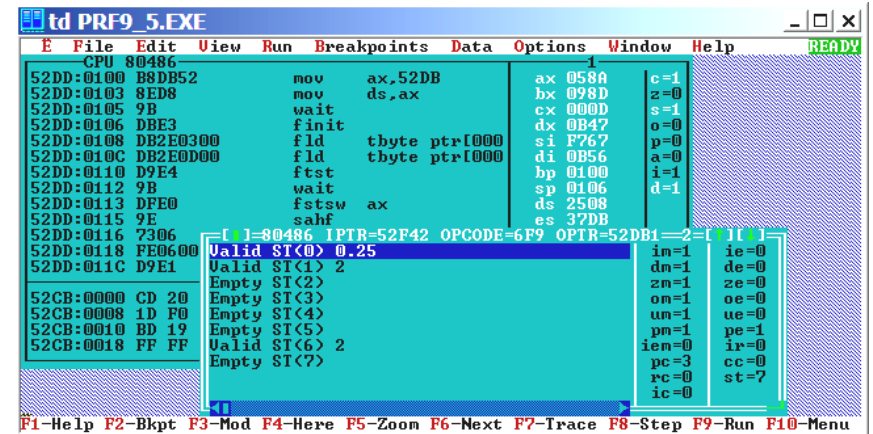 td PRF9_5.EXE
E File Edit View Run Breakpoints Data Options Window Help READY
CPU 80486 1
52DD:0100 B8DB52 mov ax,52DB ax 058A c=1
52DD:0103 8ED8 mov ds,ax bx 098D z=0
52DD:0105 9B wait cx 000D s=1
52DD:0106 DBE3 finit dx 0B47 o=0
52DD:0108 DB2E0300 fld tbyte ptr[000 si F767 p=0
52DD:010C DB2E0D00 fld tbyte ptr[000 di 0B56 a=0
52DD:0110 D9E4 ftst bp 0100 i=1
52DD:0112 9B wait sp 0106 d=1
52DD:0113 DFE0 fstsw ax ds 2508
52DD:0115 9E sahf es 37DB
52DD:0116 7306 [↑]=80486 IPTR=52F42 OPCODE=6F9 OPTR=52DB1 2=[↑][↓]
52DD:0118 FE0600 Valid ST(0) 0.25 im=1 ie=0
52DD:011C D9E1 Valid ST(1) 2 dm=1 de=0
Empty ST(2) zm=1 ze=0
52CB:0000 CD 20 Empty ST(3) om=1 oe=0
52CB:0008 1D F0 Empty ST(4) um=1 ue=0
52CB:0010 BD 19 Empty ST(5) pm=1 pe=1
52CB:0018 FF FF Valid ST(6) 2 iem=0 ir=0
Empty ST(7) pc=3 cc=0
rc=0 st=7
ic=0
F1-Help F2-Bkpt F3-Mod F4-Here F5-Zoom F6-Next F7-Trace F8-Step F9-Run F10-Menu